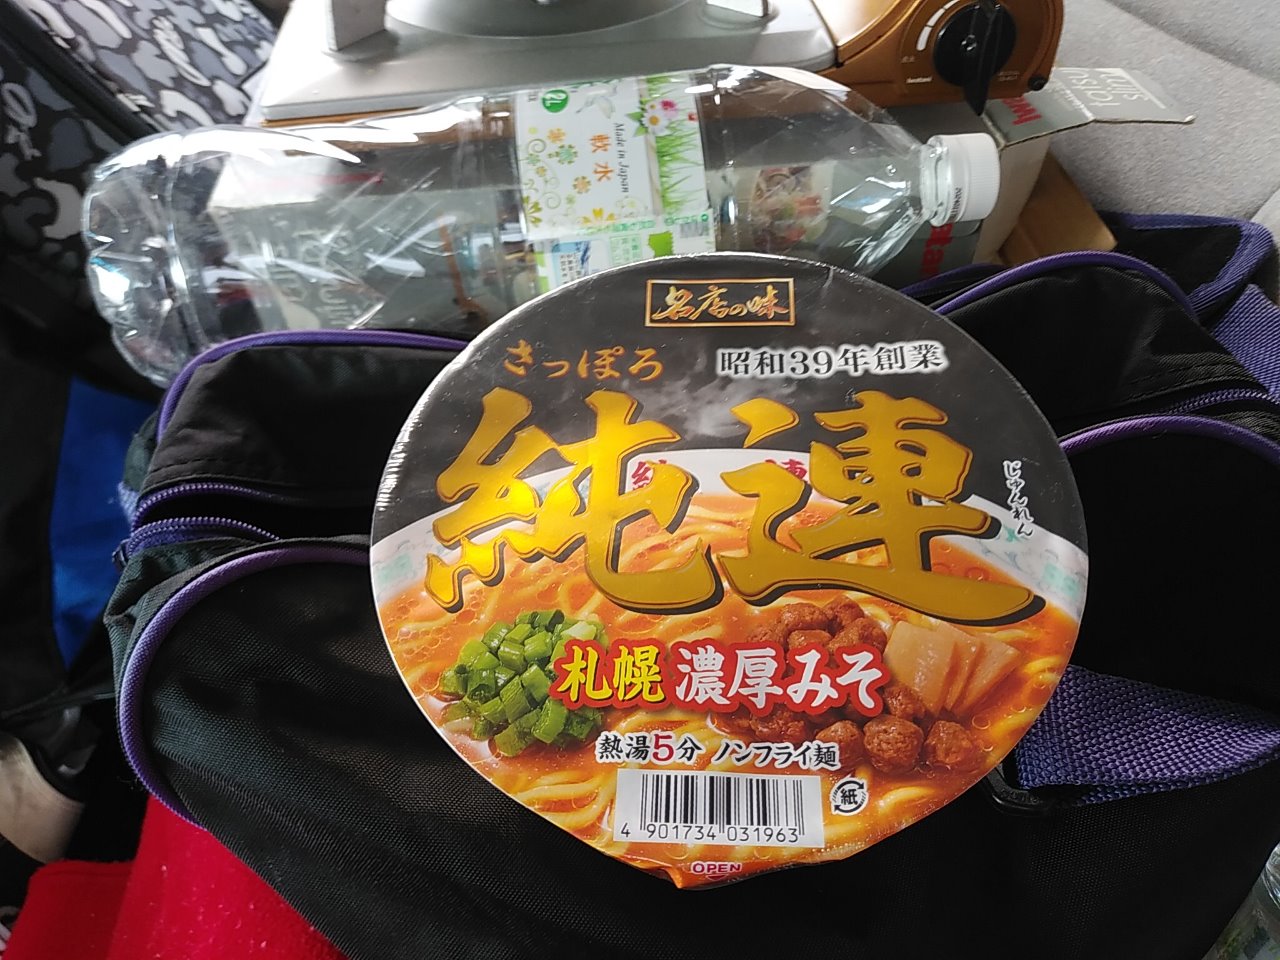 2L
Made in Japan
軟水
名店の味
さっぽろ
昭和39年創業
純連
じゅんれん
札幌 濃厚みそ
熱湯5分 ノンフライ麺
紙
4 901734 031963
OPEN